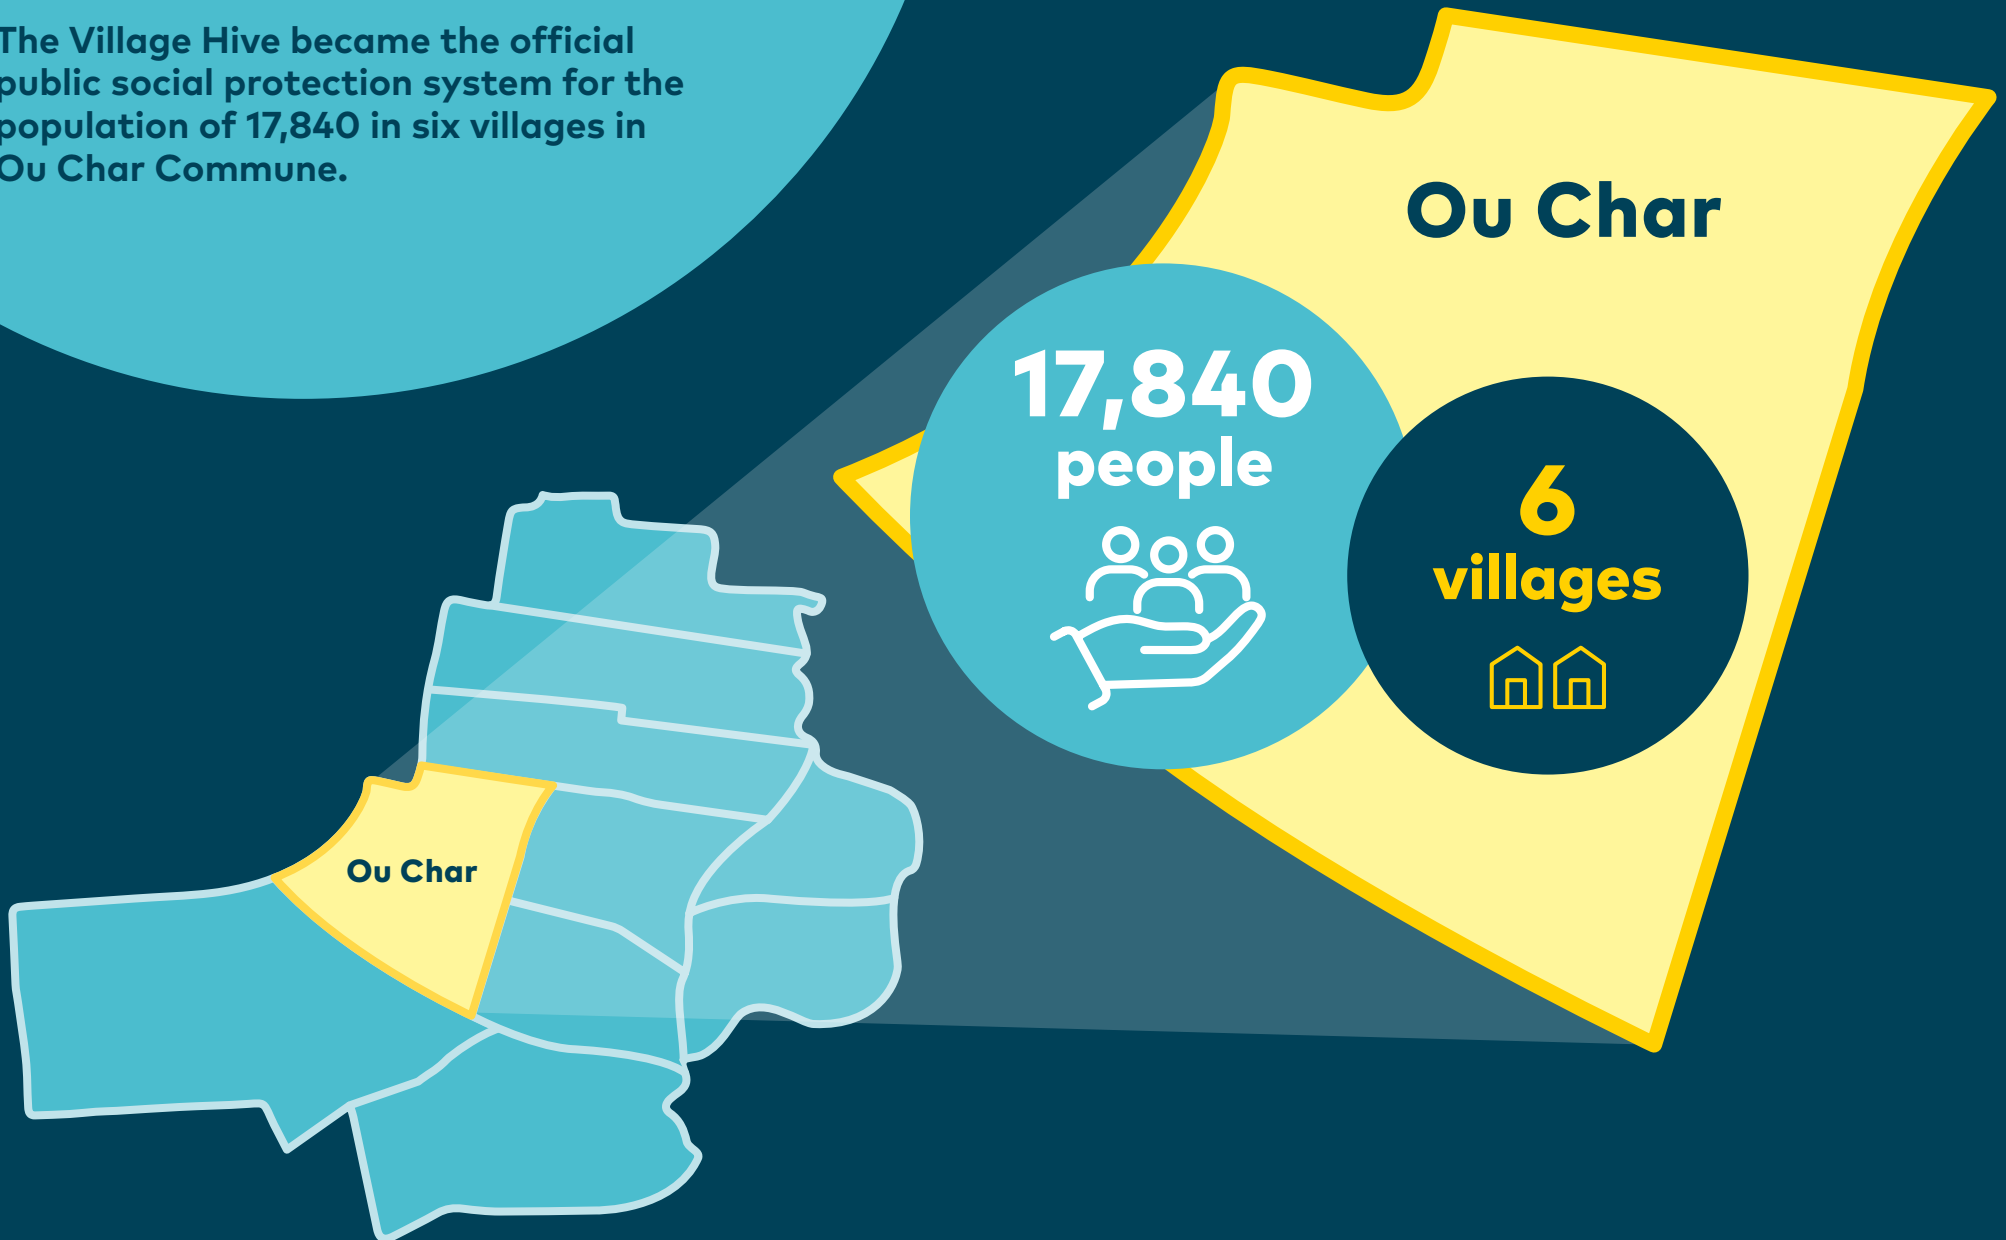 The Village Hive became the official
public social protection system for the
population of 17,840 in six villages in
Ou Char Commune.
Ou Char
17,840
people
6
villages
Ou Char